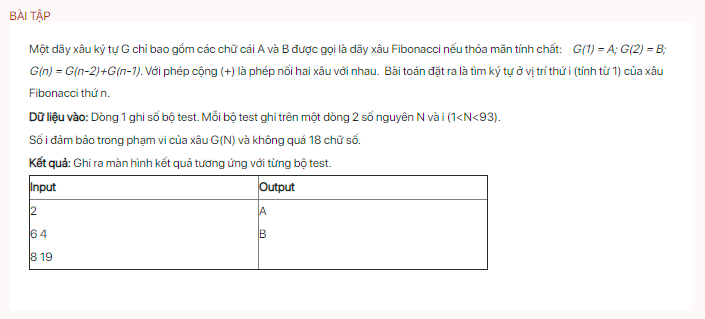 BÀI TẬP
Một dãy xâu ký tự G chỉ bao gồm các chữ cái A và B được gọi là dãy xâu Fibonacci nếu thỏa mãn tính chất: G(1) = A; G(2) = B;
G(n) = G(n-2)+G(n-1). Với phép cộng (+) là phép nối hai xâu với nhau. Bài toán đặt ra là tìm ký tự ở vị trí thứ i (tính từ 1) của xâu
Fibonacci thứ n.
Dữ liệu vào: Dòng 1 ghi số bộ test. Mỗi bộ test ghi trên một dòng 2 số nguyên N và i (1<N<93).
Số i đảm bảo trong phạm vi của xâu G(N) và không quá 18 chữ số.
Kết quả: Ghi ra màn hình kết quả tương ứng với từng bộ test.
Input Output
2 A
6 4 B
8 19